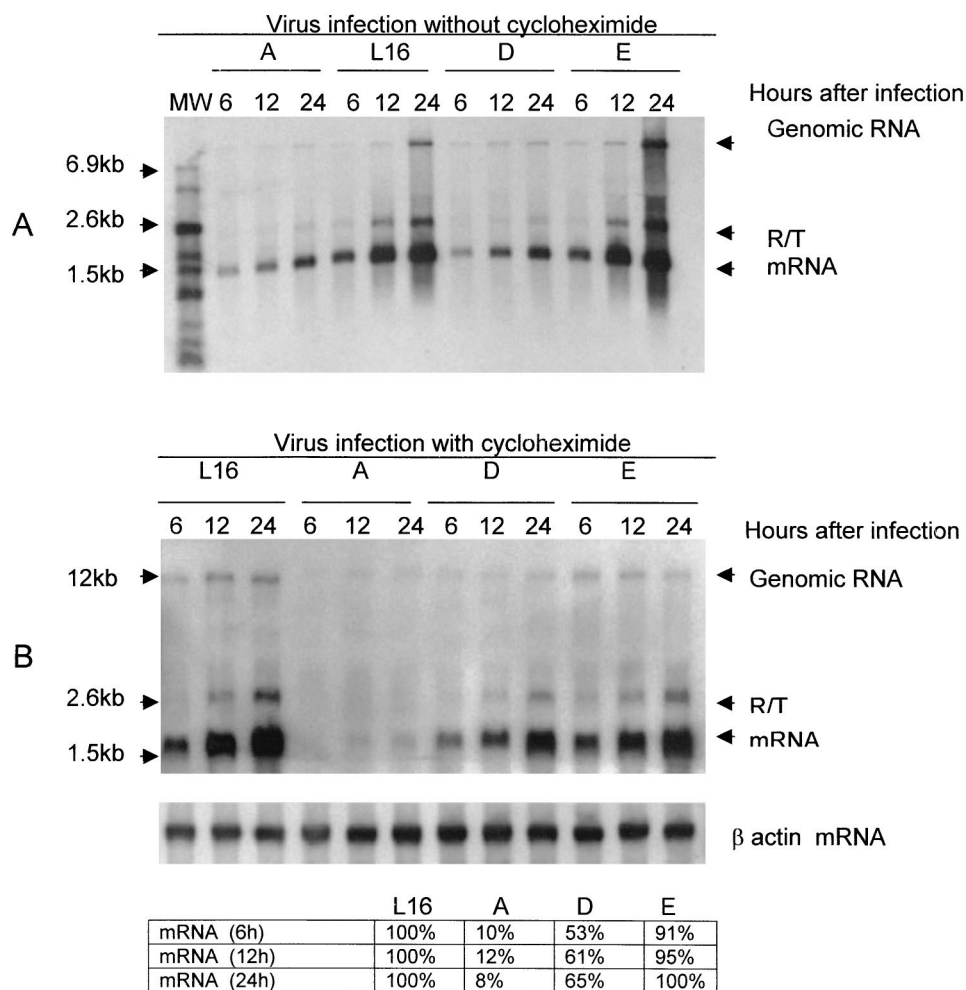 Virus infection without cycloheximide
A L16 D E
MW 6 12 24 6 12 24 6 12 24 6 12 24 Hours after infection
Genomic RNA
6.9kb
2.6kb
A
R/T
1.5kb
mRNA
Virus infection with cycloheximide
L16 A D E
6 12 24 6 12 24 6 12 24 6 12 24 Hours after infection
12kb Genomic RNA
B
2.6kb R/T
mRNA
1.5kb
β actin mRNA
L16 A D E
mRNA (6h) 100% 10% 53% 91%
mRNA (12h) 100% 12% 61% 95%
mRNA (24h) 100% 8% 65% 100%